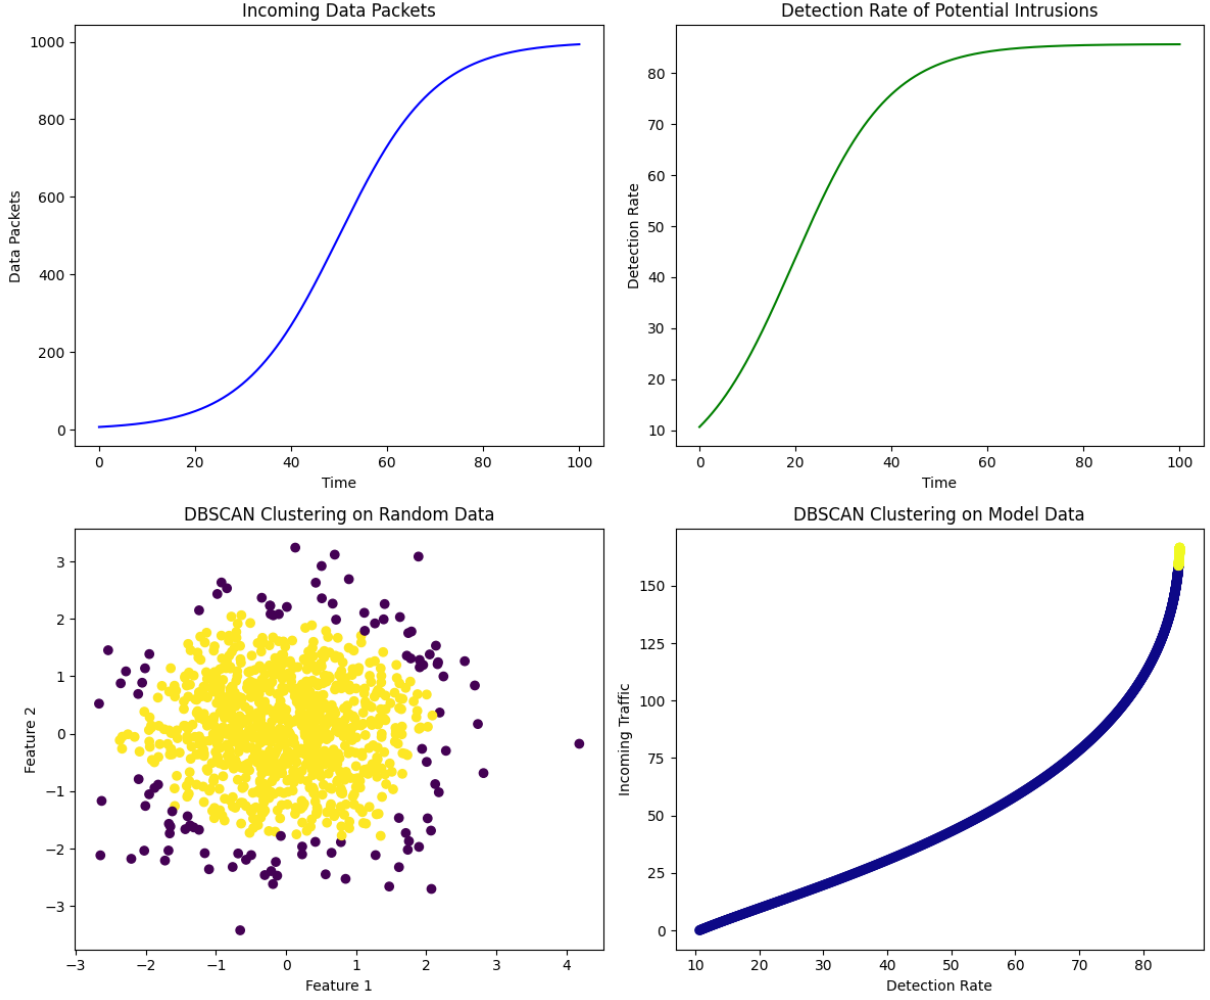 Incoming Data Packets
1000
800
600
400
200
0
Data Packets
0 20 40 60 80 100
Time
Detection Rate of Potential Intrusions
80
70
60
50
40
30
20
10
Detection Rate
0 20 40 60 80 100
Time
DBSCAN Clustering on Random Data
3
2
1
0
−1
−2
−3
Feature 2
−3 −2 −1 0 1 2 3 4
Feature 1
DBSCAN Clustering on Model Data
150
125
100
75
50
25
0
Incoming Traffic
10 20 30 40 50 60 70 80
Detection Rate